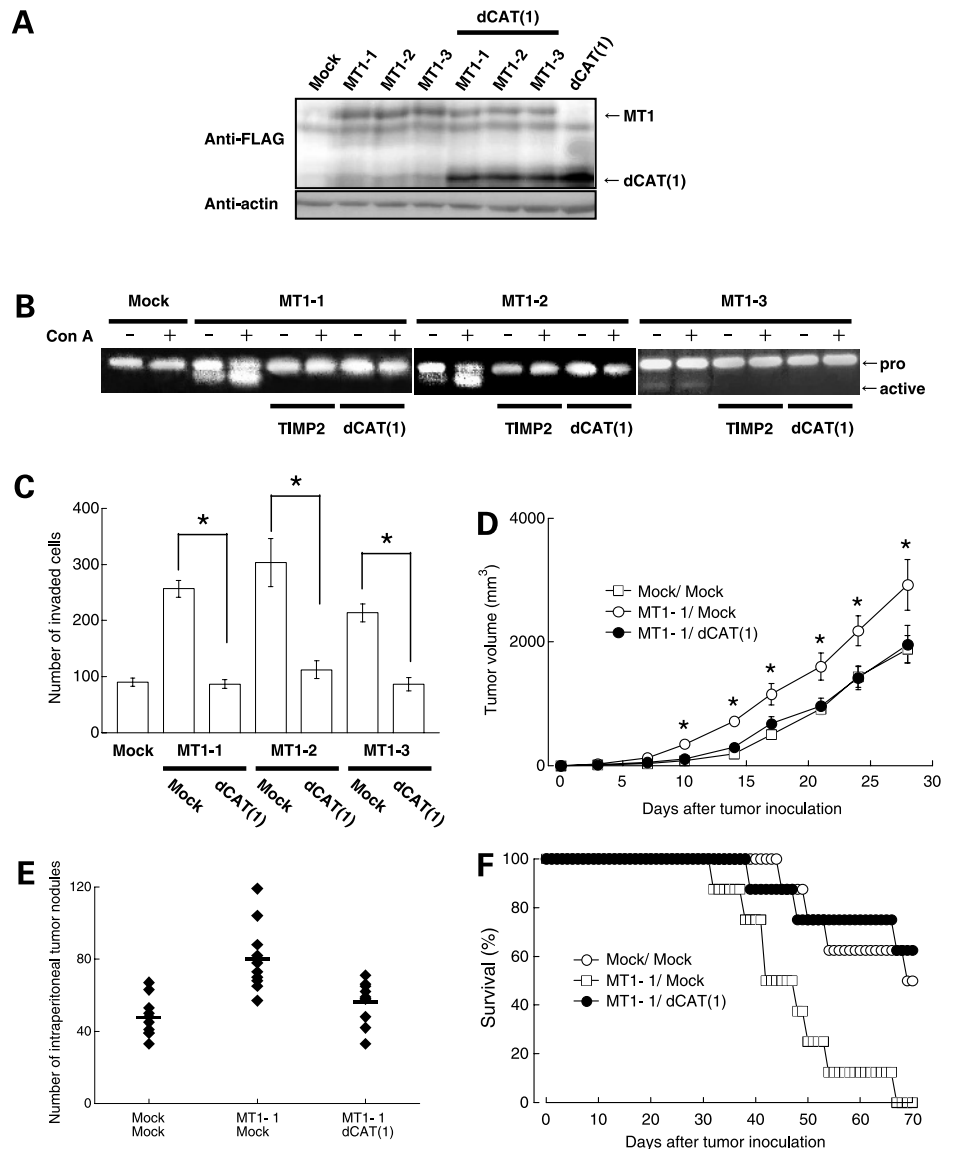 A
dCAT(1)
Mock MT1-1 MT1-2 MT1-3 MT1-1 MT1-2 MT1-3 dCAT(1)
Anti-FLAG
← MT1
← dCAT(1)
Anti-actin
B
Mock MT1-1 MT1-2 MT1-3
Con A - + - + - + - + - + - + - + - + - + - +
← pro
← active
TIMP2 dCAT(1) TIMP2 dCAT(1) TIMP2 dCAT(1)
C
Number of invaded cells
400
300
200
100
0
* * *
Mock MT1-1 MT1-2 MT1-3
Mock dCAT(1) Mock dCAT(1) Mock dCAT(1)
D
Tumor volume (mm3)
4000
2000
0
Mock/ Mock
MT1- 1/ Mock
MT1- 1/ dCAT(1)
* * * * * *
0 5 10 15 20 25 30
Days after tumor inoculation
E
Number of intraperitoneal tumor nodules
120
80
40
0
Mock MT1- 1 MT1- 1
Mock Mock dCAT(1)
F
Survival (%)
100
80
60
40
20
0
Mock/ Mock
MT1- 1/ Mock
MT1- 1/ dCAT(1)
0 10 20 30 40 50 60 70
Days after tumor inoculation